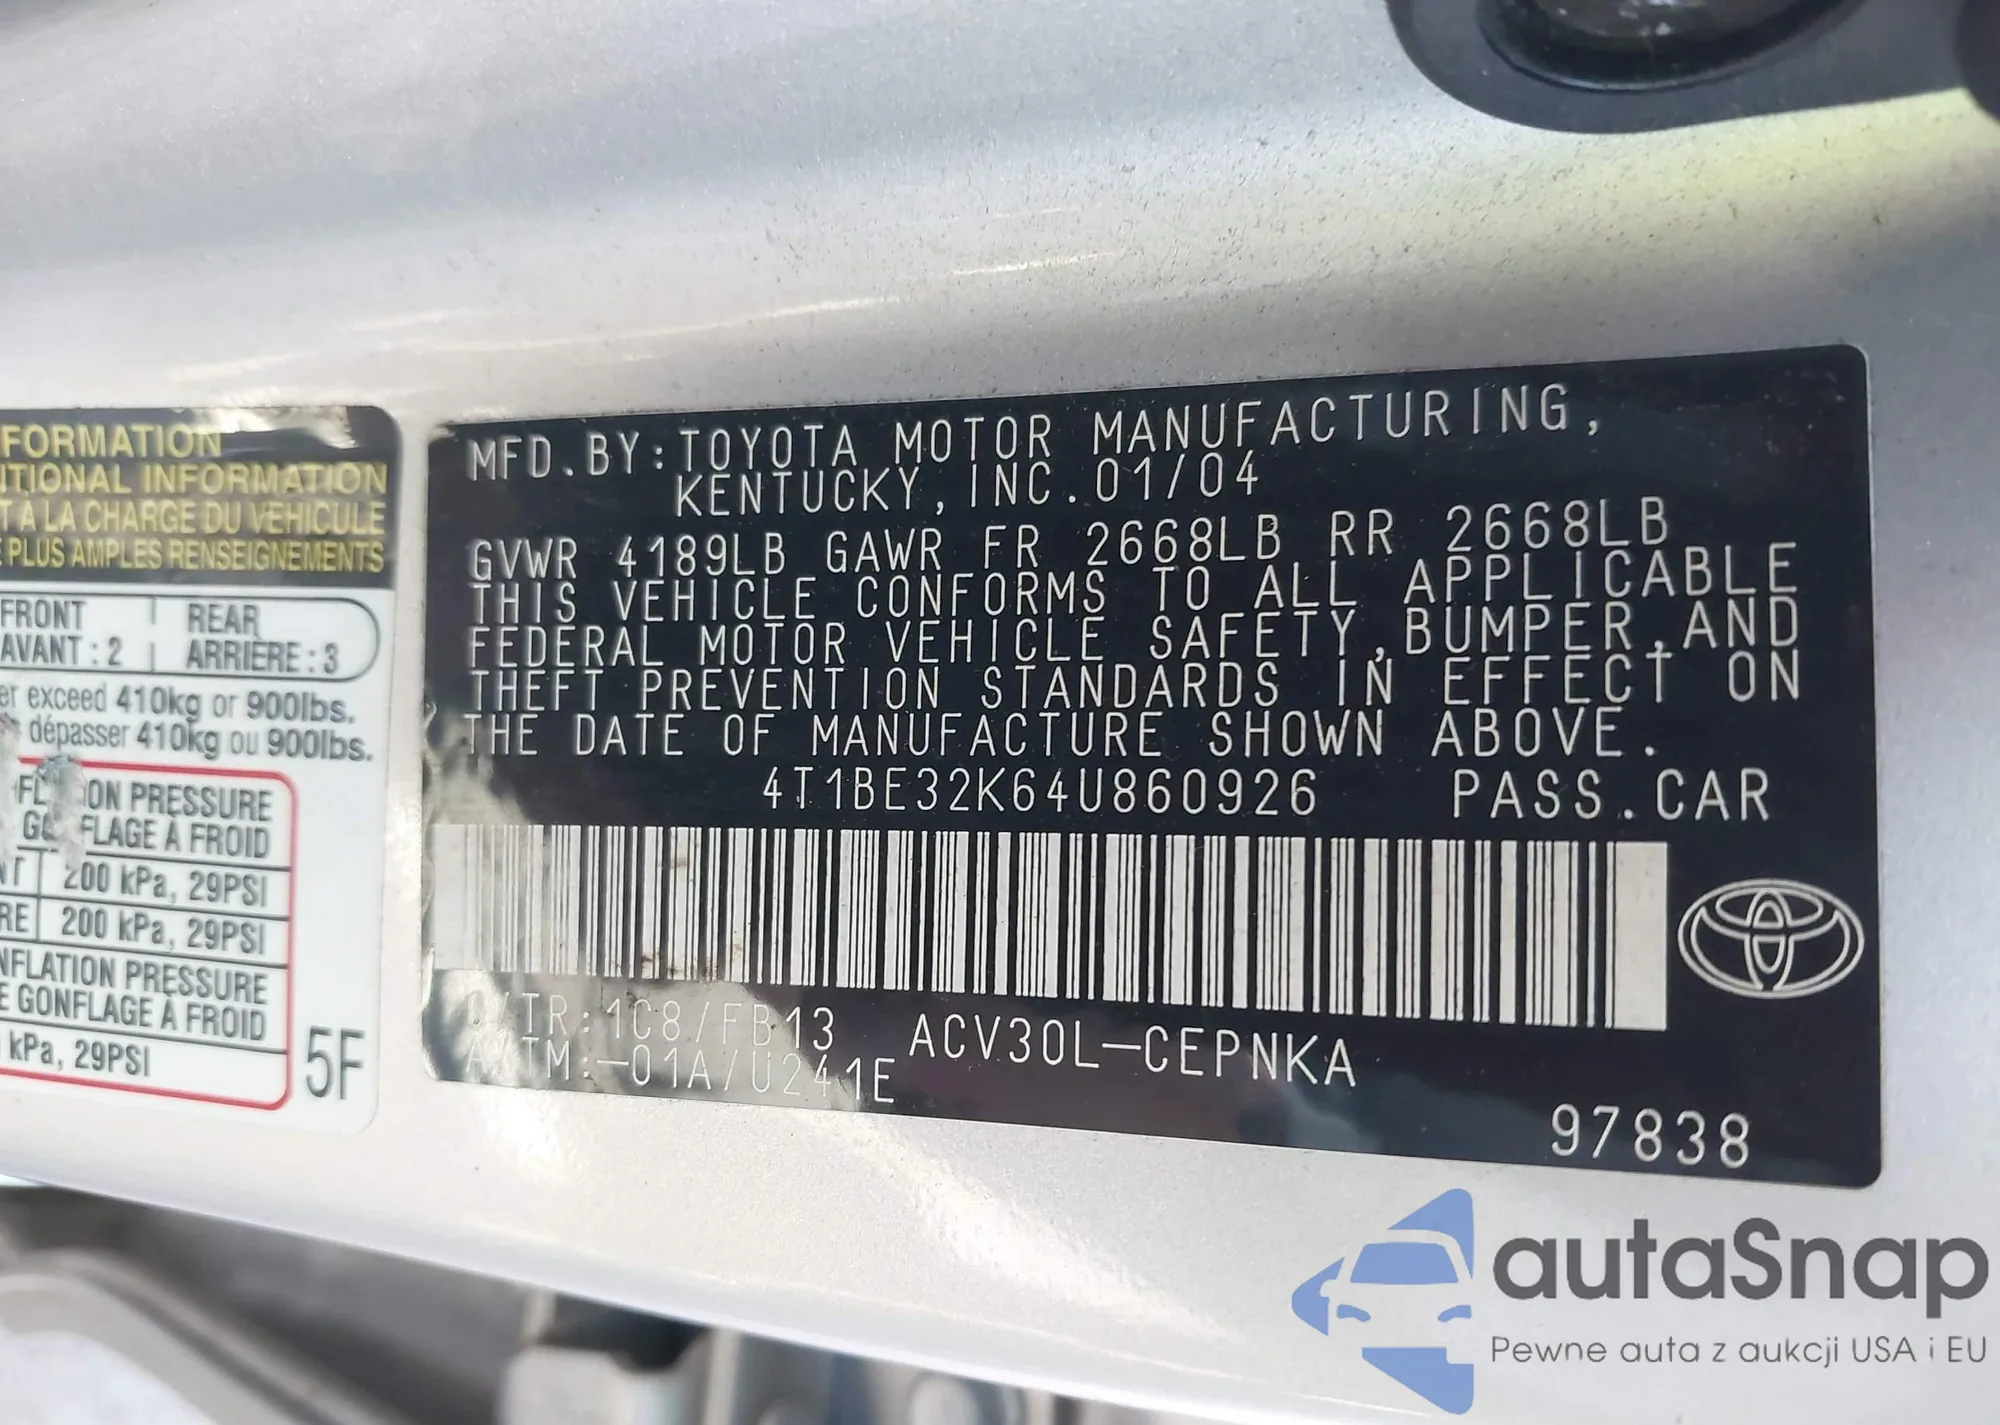 FORMATION
TIONAL INFORMATION
T À LA CHARGE DU VÉHICULE
PLUS AMPLES RENSEIGNEMENTS
FRONT REAR
AVANT : 2 ARRIÈRE : 3
er exceed 410kg or 900lbs.
dépasser 410kg ou 900lbs.
ON PRESSURE
FLAGE À FROID
200 kPa, 29PSI
RE 200 kPa, 29PSI
NFLATION PRESSURE
E GONFLAGE À FROID
kPa, 29PSI
5F
MFD.BY:TOYOTA MOTOR MANUFACTURING,
KENTUCKY, INC.01/04
GVWR 4189LB GAWR FR 2668LB RR 2668LB
THIS VEHICLE CONFORMS TO ALL APPLICABLE
FEDERAL MOTOR VEHICLE SAFETY,BUMPER,AND
THEFT PREVENTION STANDARDS IN EFFECT ON
THE DATE OF MANUFACTURE SHOWN ABOVE.
4T1BE32K64U860926 PASS.CAR
C/TR:1C8/FB13 ACV30L-CEPNKA
A/TM:-01A/U241E
97838
autaSnap
Pewne auta z aukcji USA i EU